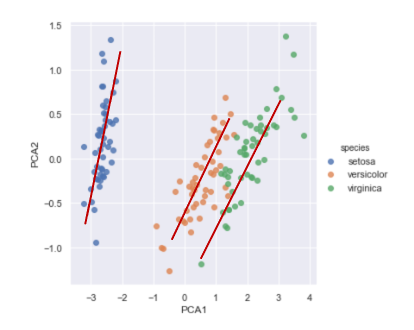 1.5
1.0
0.5
0.0
−0.5
−1.0
PCA2
−3 −2 −1 0 1 2 3 4
PCA1
species
setosa
versicolor
virginica